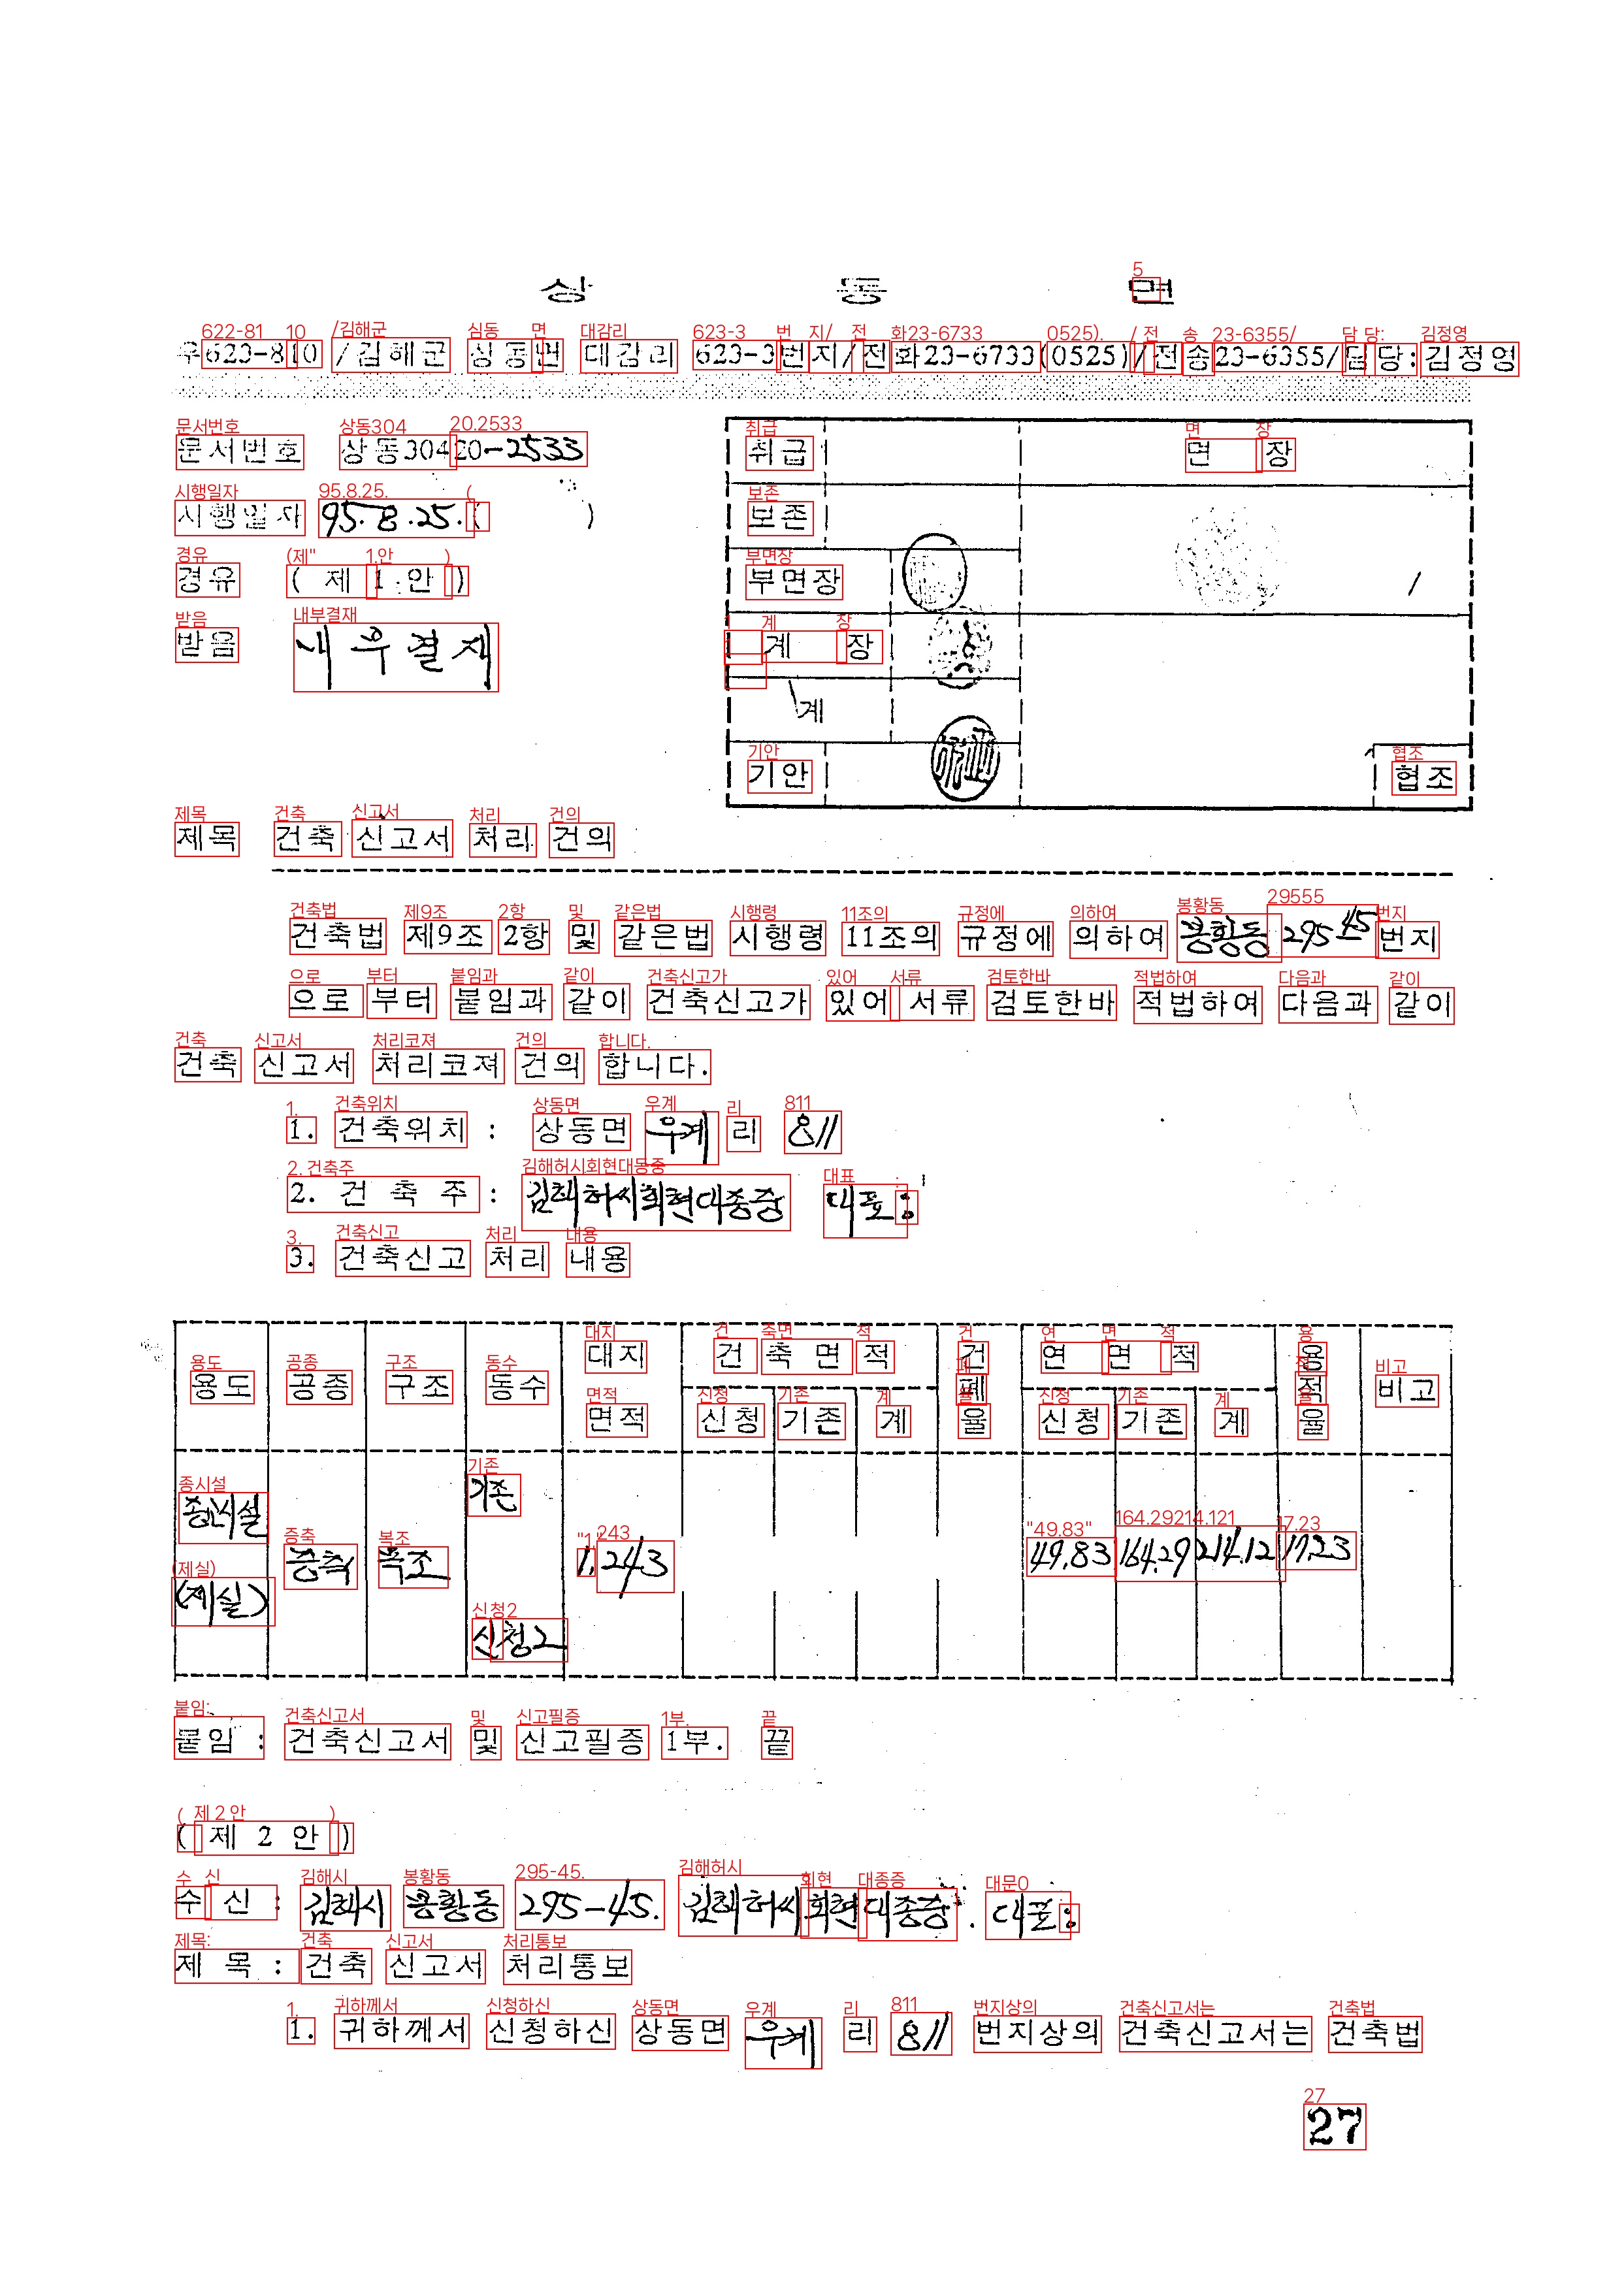 상 동 면
우623-810 /김해군 상동면 대감리 623-3번지/전화23-6733(0525)/전송23-6355/담당:김정영
문서번호 상동30420-2533
시행일자 95.8.25.( )
경유 ( 제 1 안 )
받음 내부결재
취급 면 장
보존
부면장
계 장
계
기안 협조
제목 건축 신고서 처리 건의
건축법 제9조 2항 및 같은법 시행령 11조의 규정에 의하여 봉황동 295-45 번지
으로 부터 붙임과 같이 건축신고가 있어 서류 검토한바 적법하여 다음과 같이
건축 신고서 처리코져 건의 합니다.
1. 건축위치 : 상동면 우계 리 811
2. 건 축 주 : 김해허씨회현대종중 대표 :
3. 건축신고 처리 내용
용도 공종 구조 동수 대지 면적 건 축 면 적 건폐율 연 면 적 용적율 비고
신청 기존 계 신청 기존 계
종교시설 (제실) 증축 목조 기존 신청2 1,243 49.83 164.29 214.12 17.23
붙임 : 건축신고서 및 신고필증 1부. 끝
( 제 2 안 )
수 신 : 김해시 봉황동 295-45. 김해허씨회현대종중. 대표:
제 목 : 건축 신고서 처리통보
1. 귀하께서 신청하신 상동면 우계 리 811 번지상의 건축신고서는 건축법
27